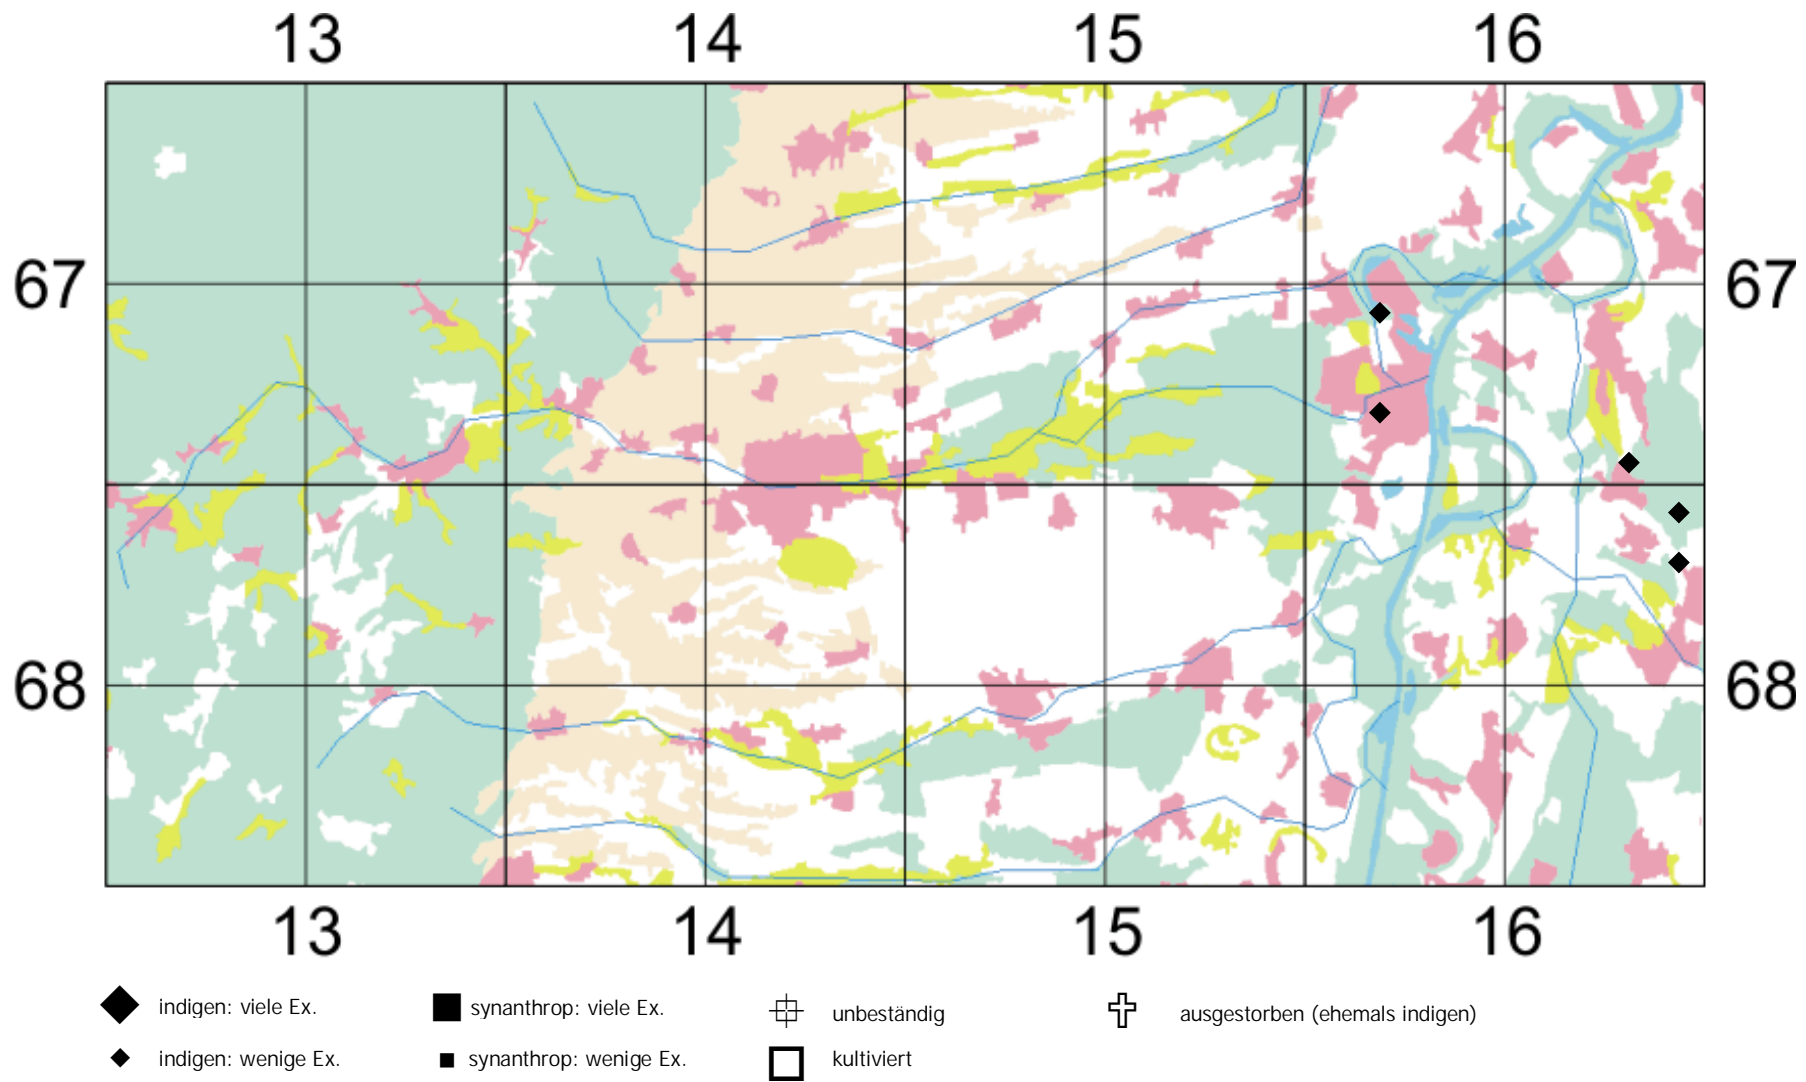 13 14 15 16
67 67
68 68
13 14 15 16
indigen: viele Ex. synanthrop: viele Ex. unbeständig ausgestorben (ehemals indigen)
indigen: wenige Ex. synanthrop: wenige Ex. kultiviert